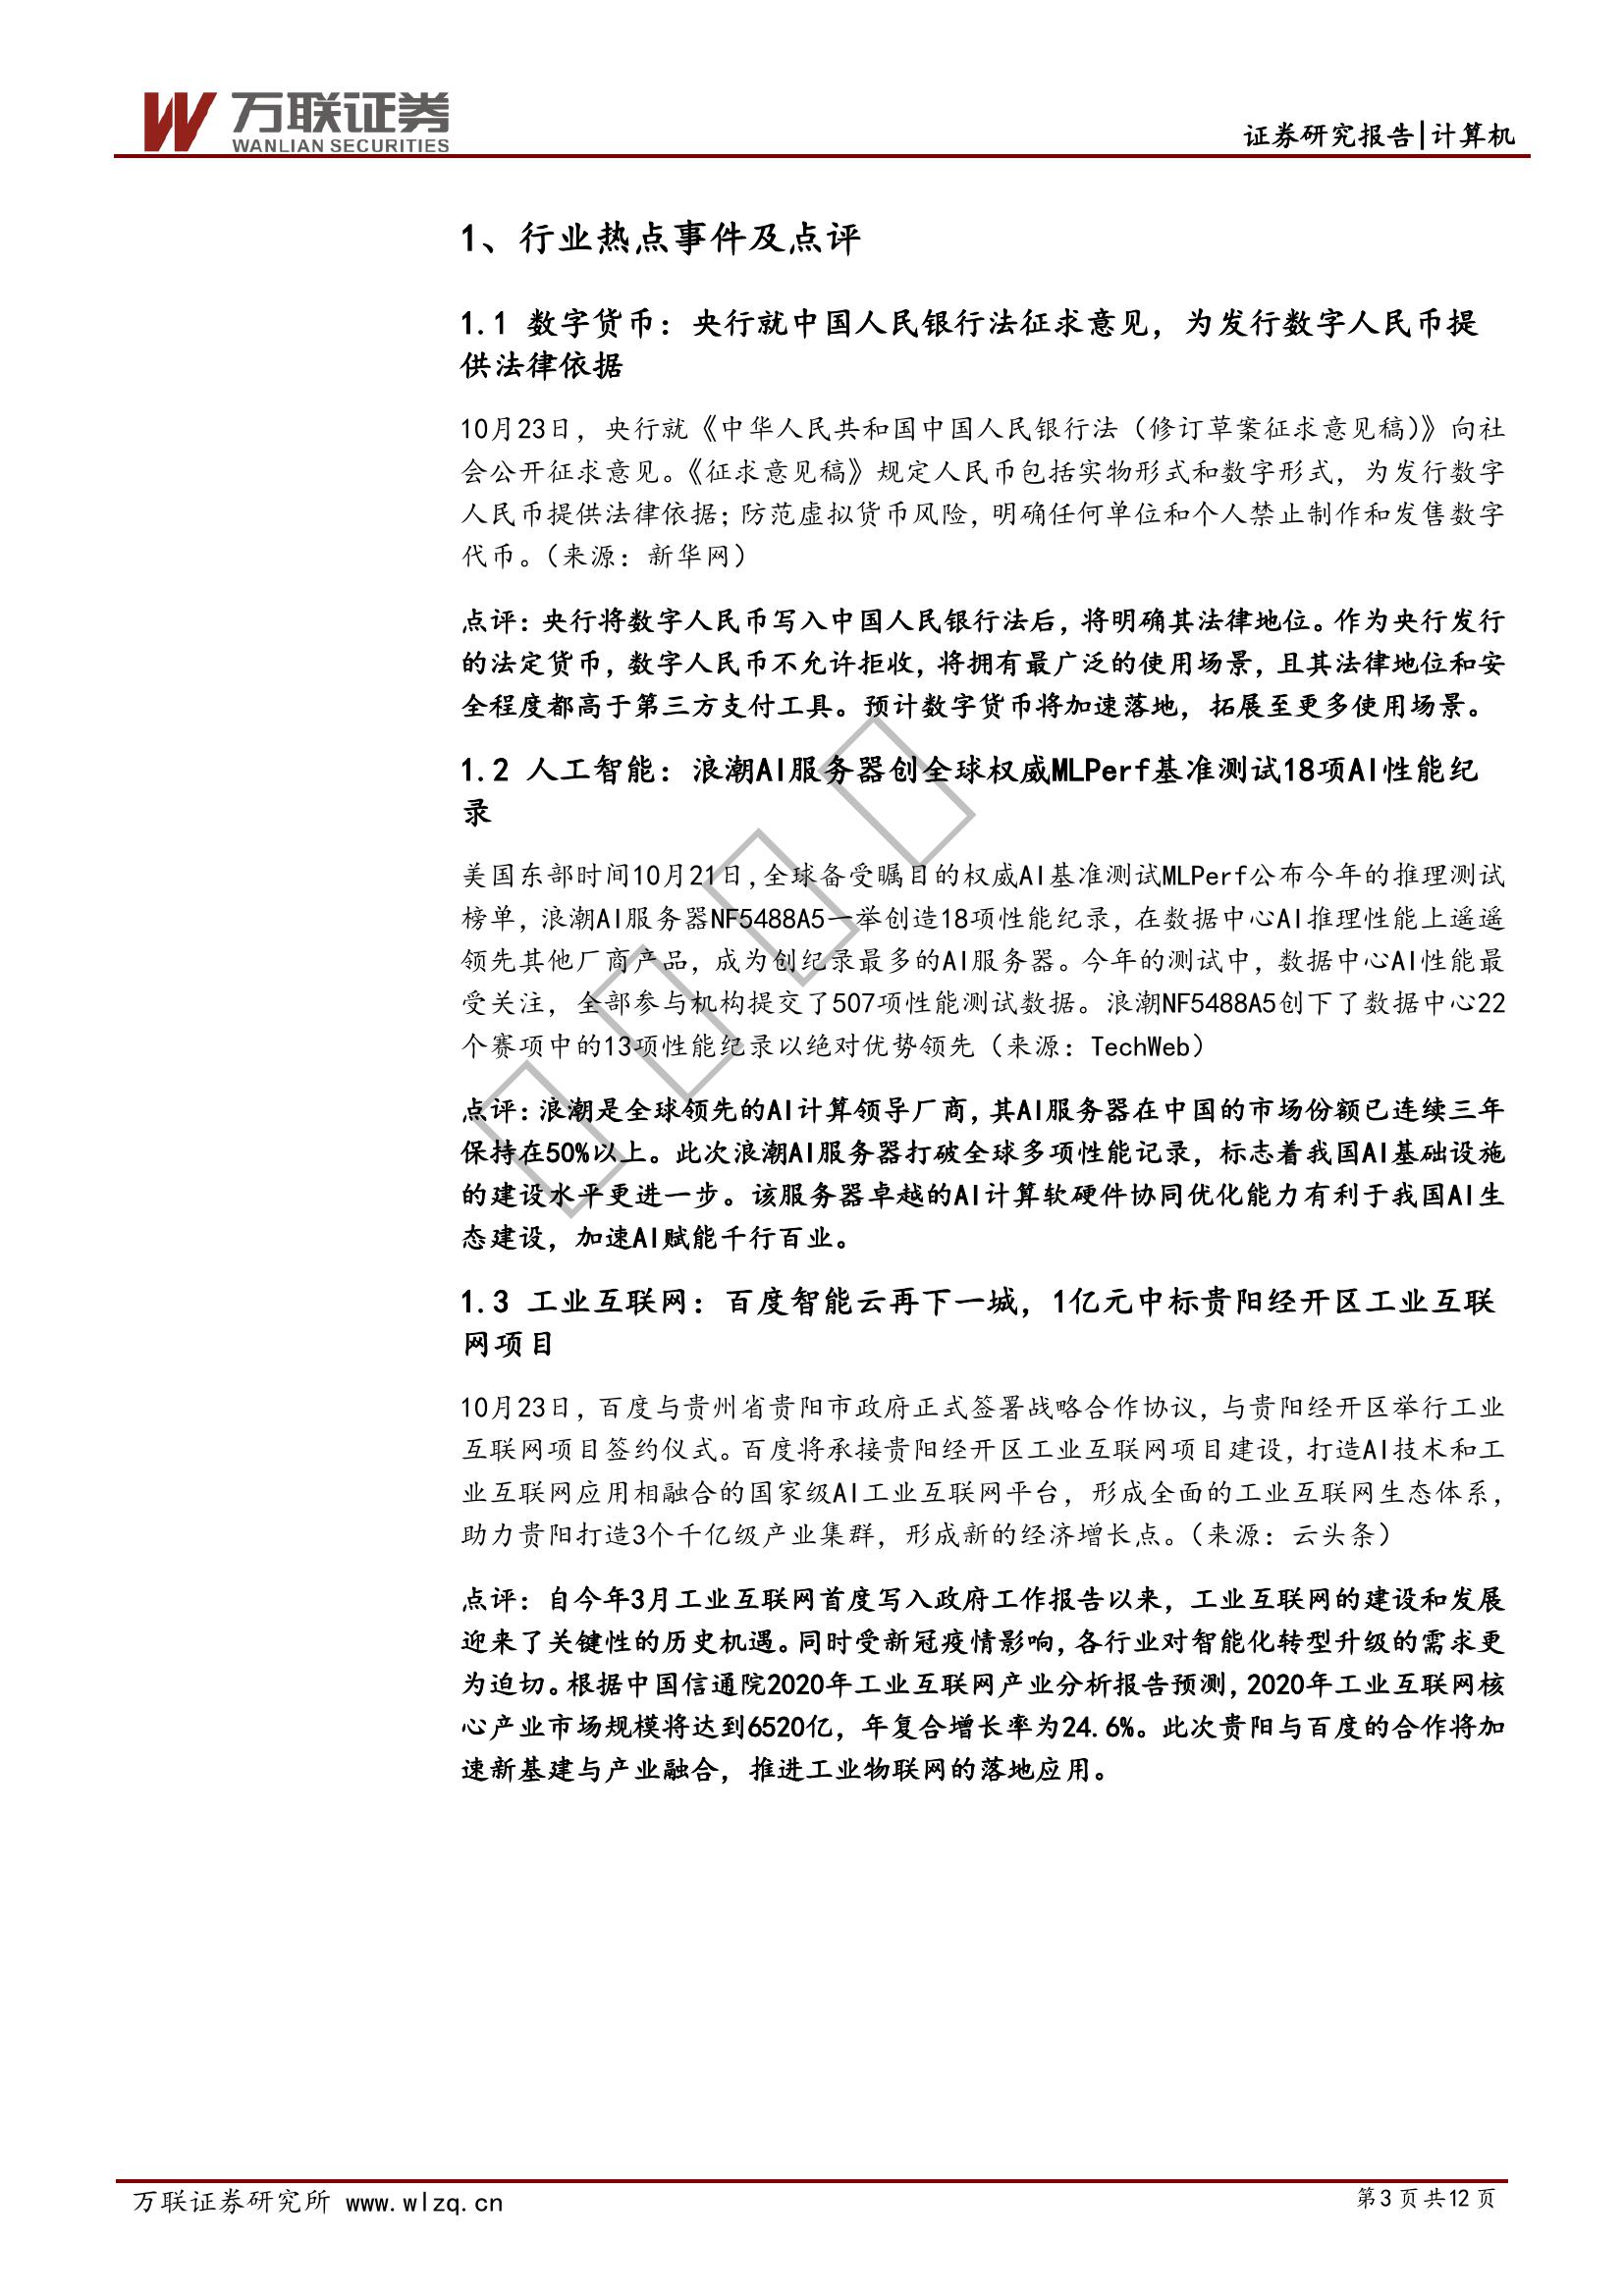 万联证券
WANLIAN SECURITIES
证券研究报告|计算机
1、行业热点事件及点评
1.1 数字货币：央行就中国人民银行法征求意见，为发行数字人民币提
供法律依据
10月23日，央行就《中华人民共和国中国人民银行法（修订草案征求意见稿）》向社
会公开征求意见。《征求意见稿》规定人民币包括实物形式和数字形式，为发行数字
人民币提供法律依据；防范虚拟货币风险，明确任何单位和个人禁止制作和发售数字
代币。（来源：新华网）
点评：央行将数字人民币写入中国人民银行法后，将明确其法律地位。作为央行发行
的法定货币，数字人民币不允许拒收，将拥有最广泛的使用场景，且其法律地位和安
全程度都高于第三方支付工具。预计数字货币将加速落地，拓展至更多使用场景。
1.2 人工智能：浪潮AI服务器创全球权威MLPerf基准测试18项AI性能纪
录
美国东部时间10月21日，全球备受瞩目的权威AI基准测试MLPerf公布今年的推理测试
榜单，浪潮AI服务器NF5488A5一举创造18项性能纪录，在数据中心AI推理性能上遥遥
领先其他厂商产品，成为创纪录最多的AI服务器。今年的测试中，数据中心AI性能最
受关注，全部参与机构提交了507项性能测试数据。浪潮NF5488A5创下了数据中心22
个赛项中的13项性能纪录以绝对优势领先（来源：TechWeb）
点评：浪潮是全球领先的AI计算领导厂商，其AI服务器在中国的市场份额已连续三年
保持在50%以上。此次浪潮AI服务器打破全球多项性能记录，标志着我国AI基础设施
的建设水平更进一步。该服务器卓越的AI计算软硬件协同优化能力有利于我国AI生
态建设，加速AI赋能千行百业。
1.3 工业互联网：百度智能云再下一城，1亿元中标贵阳经开区工业互联
网项目
10月23日，百度与贵州省贵阳市政府正式签署战略合作协议，与贵阳经开区举行工业
互联网项目签约仪式。百度将承接贵阳经开区工业互联网项目建设，打造AI技术和工
业互联网应用相融合的国家级AI工业互联网平台，形成全面的工业互联网生态体系，
助力贵阳打造3个千亿级产业集群，形成新的经济增长点。（来源：云头条）
点评：自今年3月工业互联网首度写入政府工作报告以来，工业互联网的建设和发展
迎来了关键性的历史机遇。同时受新冠疫情影响，各行业对智能化转型升级的需求更
为迫切。根据中国信通院2020年工业互联网产业分析报告预测，2020年工业互联网核
心产业市场规模将达到6520亿，年复合增长率为24.6%。此次贵阳与百度的合作将加
速新基建与产业融合，推进工业物联网的落地应用。
万联证券研究所 www.wlzq.cn
第3页共12页